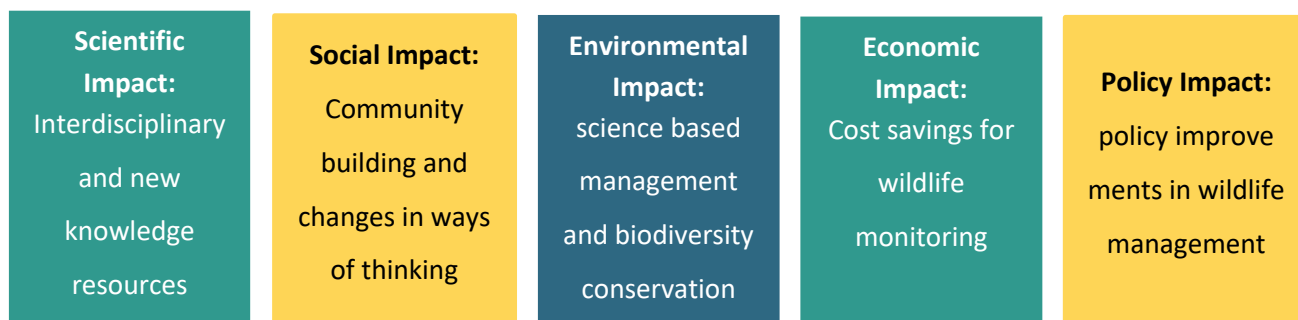 Scientific
Impact:
Interdisciplinary
and new
knowledge
resources
Social Impact:
Community
building and
changes in ways
of thinking
Environmental
Impact:
science based
management
and biodiversity
conservation
Economic
Impact:
Cost savings for
wildlife
monitoring
Policy Impact:
policy improve
ments in wildlife
management